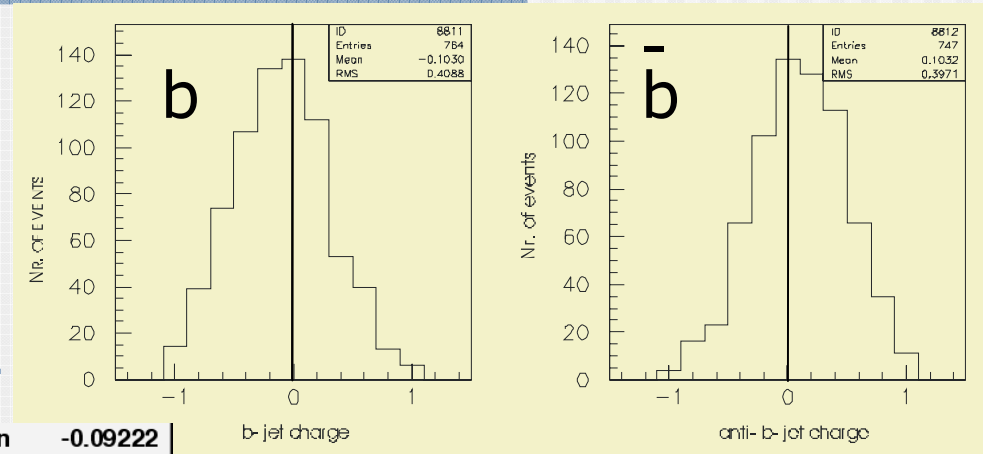 ID 8811
Entries 764
Mean -0.1030
RMS 0.4088
b
140
120
100
80
60
40
20
0
-1 0 1
Nr. OF EVENTS
b- jet charge
ID 8812
Entries 747
Mean 0.1032
RMS 0.3971
b̄
140
120
100
80
60
40
20
0
-1 0 1
Nr. of events
anti- b- jet charge
n -0.09222